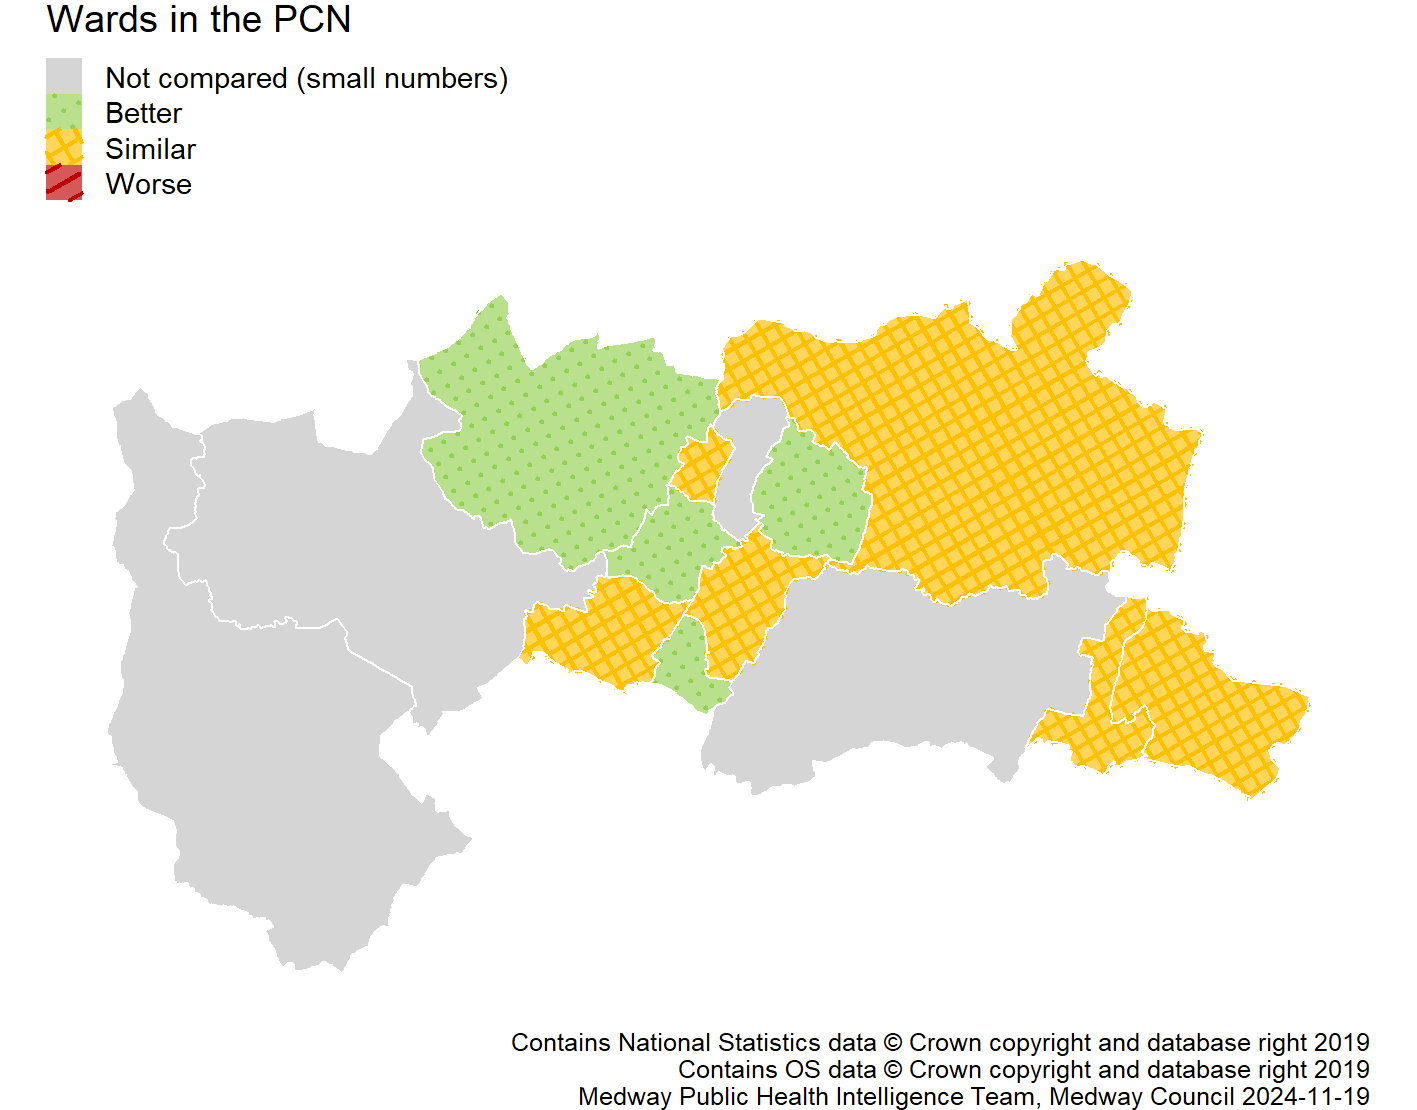 Wards in the PCN
Not compared (small numbers)
Better
Similar
Worse
Contains National Statistics data © Crown copyright and database right 2019
Contains OS data © Crown copyright and database right 2019
Medway Public Health Intelligence Team, Medway Council 2024-11-19